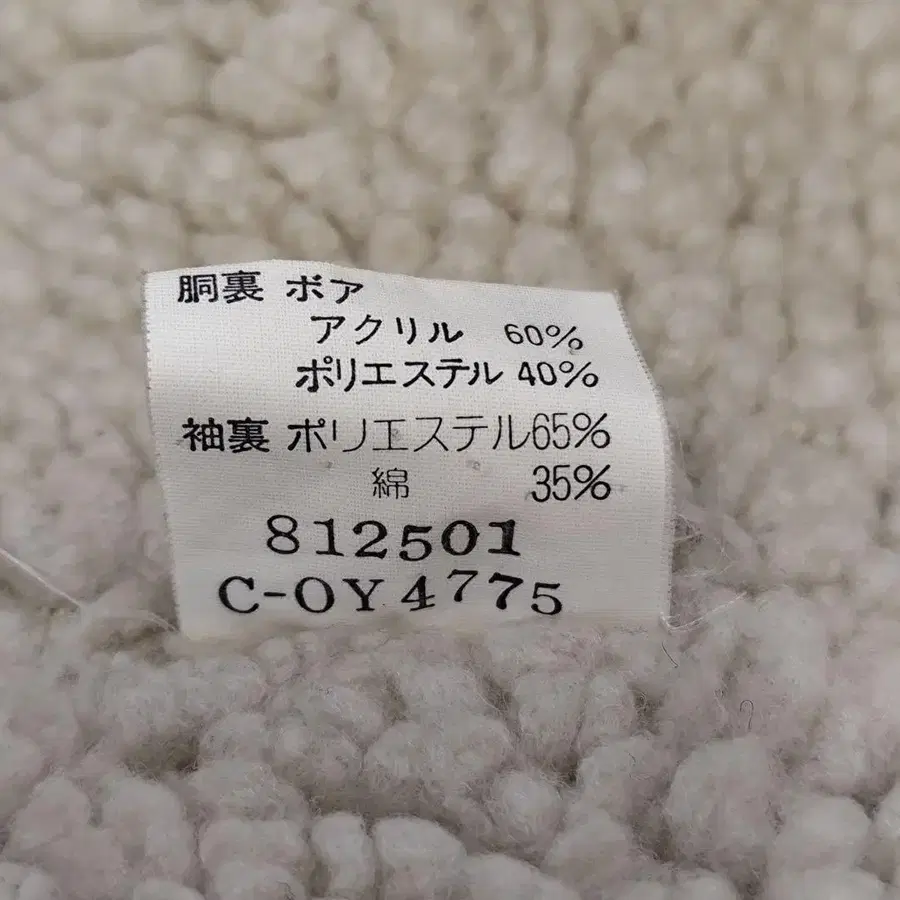 胴裏 ボア
アクリル 60%
ポリエステル 40%
袖裏 ポリエステル65%
綿 35%
812501
C-OY4775